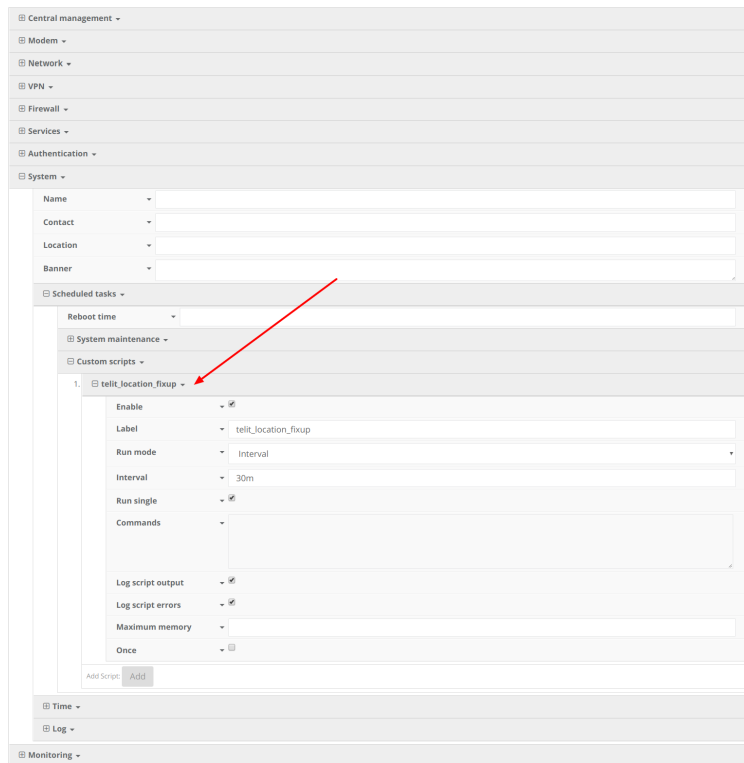 Central management
Modem
Network
VPN
Firewall
Services
Authentication
System
Name
Contact
Location
Banner
Scheduled tasks
Reboot time
System maintenance
Custom scripts
1. telit_location_fixup
Enable
Label telit_location_fixup
Run mode Interval
Interval 30m
Run single
Commands
Log script output
Log script errors
Maximum memory
Once
Add Script: Add
Time
Log
Monitoring